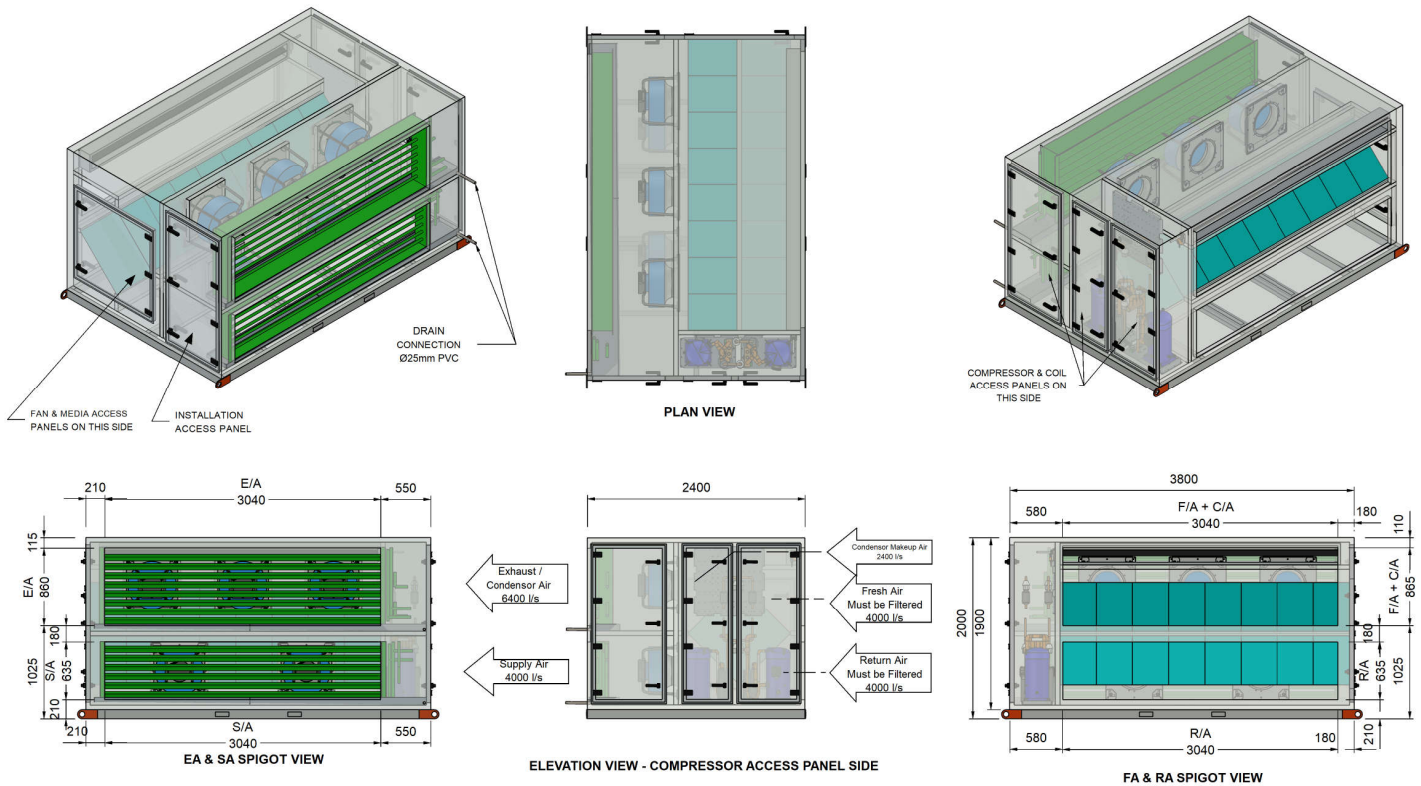 DRAIN
CONNECTION
Ø25mm PVC
FAN & MEDIA ACCESS
PANELS ON THIS SIDE
INSTALLATION
ACCESS PANEL
PLAN VIEW
COMPRESSOR & COIL
ACCESS PANELS ON
THIS SIDE
E/A
210
3040
550
115
E/A
860
180
1025
S/A
635
210
S/A
210
3040
550
EA & SA SPIGOT VIEW
2400
Exhaust /
Condensor Air
6400 l/s
Supply Air
4000 l/s
Condensor Makeup Air
2400 l/s
Fresh Air
Must be Filtered
4000 l/s
Return Air
Must be Filtered
4000 l/s
ELEVATION VIEW - COMPRESSOR ACCESS PANEL SIDE
3800
F/A + C/A
580
3040
180
110
F/A + C/A
865
2000
1900
180
R/A
635
1025
210
R/A
580
3040
180
FA & RA SPIGOT VIEW